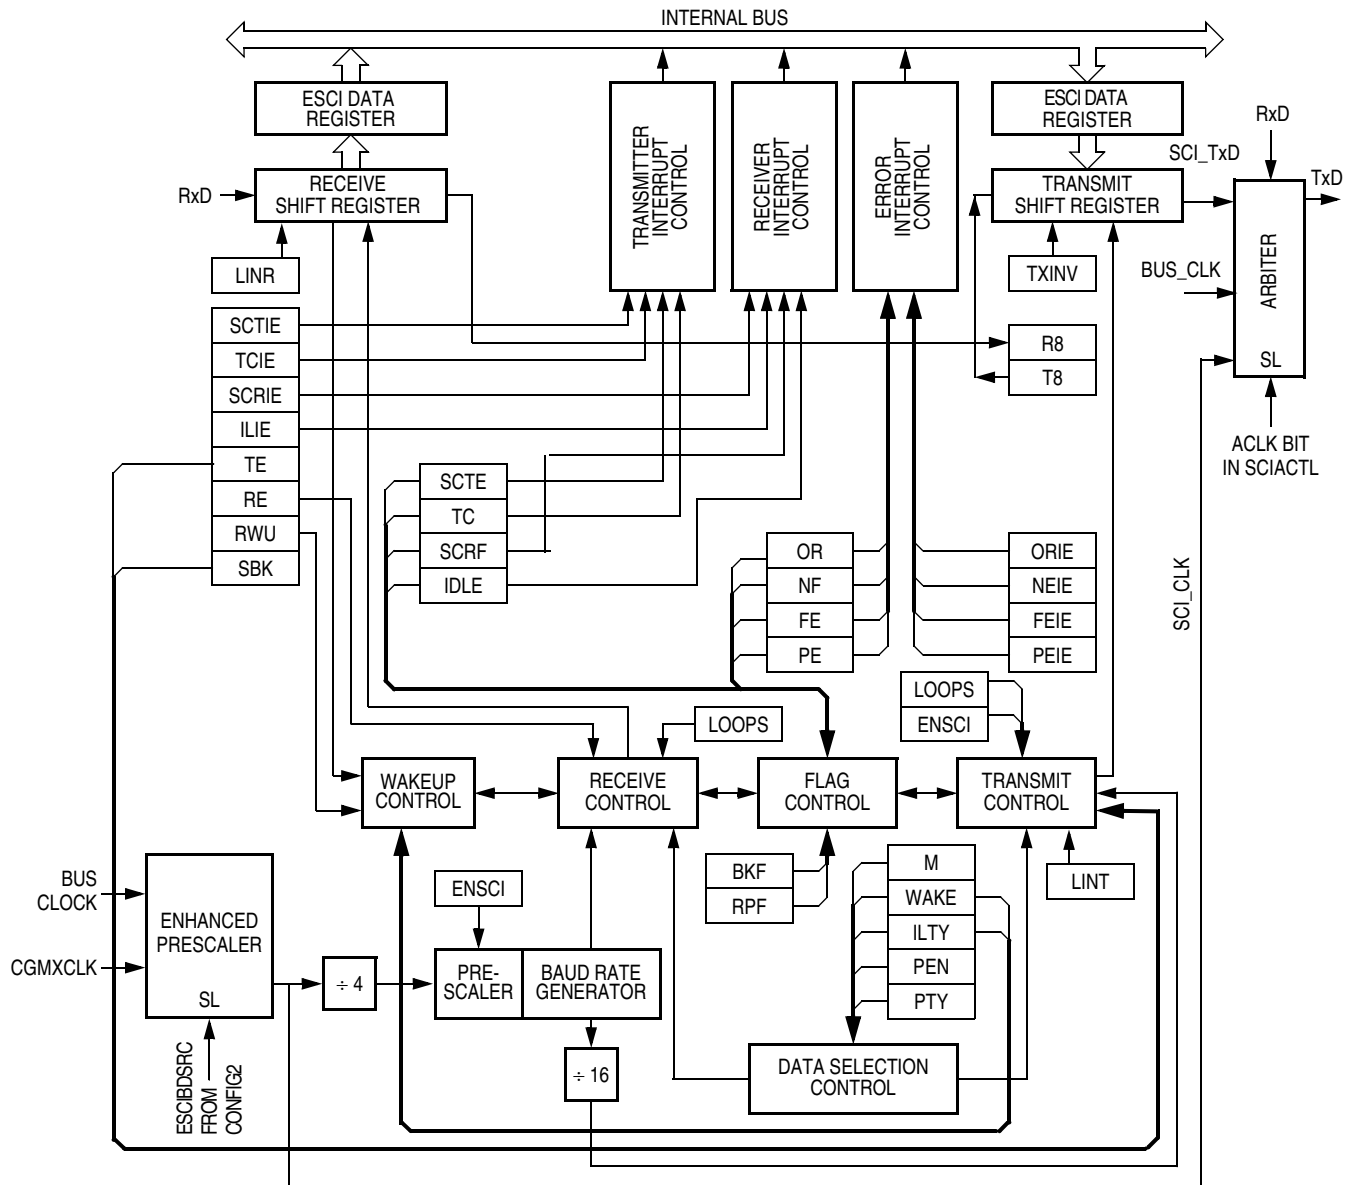 INTERNAL BUS
ESCI DATA
REGISTER
TRANSMITTER
INTERRUPT
CONTROL
RECEIVER
INTERRUPT
CONTROL
ERROR
INTERRUPT
CONTROL
ESCI DATA
REGISTER
RxD
SCI_TxD
RxD
RECEIVE
SHIFT REGISTER
TRANSMIT
SHIFT REGISTER
TxD
LINR
TXINV
BUS_CLK
ARBITER
SL
SCTIE
TCIE
SCRIE
ILIE
TE
RE
RWU
SBK
R8
T8
ACLK BIT
IN SCIACTL
SCTE
TC
SCRF
IDLE
OR
NF
FE
PE
ORIE
NEIE
FEIE
PEIE
SCI_CLK
LOOPS
LOOPS
ENSCI
WAKEUP
CONTROL
RECEIVE
CONTROL
FLAG
CONTROL
TRANSMIT
CONTROL
BKF
RPF
M
WAKE
ILTY
PEN
PTY
LINT
BUS
CLOCK
CGMXCLK
ENHANCED
PRESCALER
SL
ENSCI
÷ 4
PRE-
SCALER
BAUD RATE
GENERATOR
÷ 16
DATA SELECTION
CONTROL
ESCIBDSRC
FROM
CONFIG2